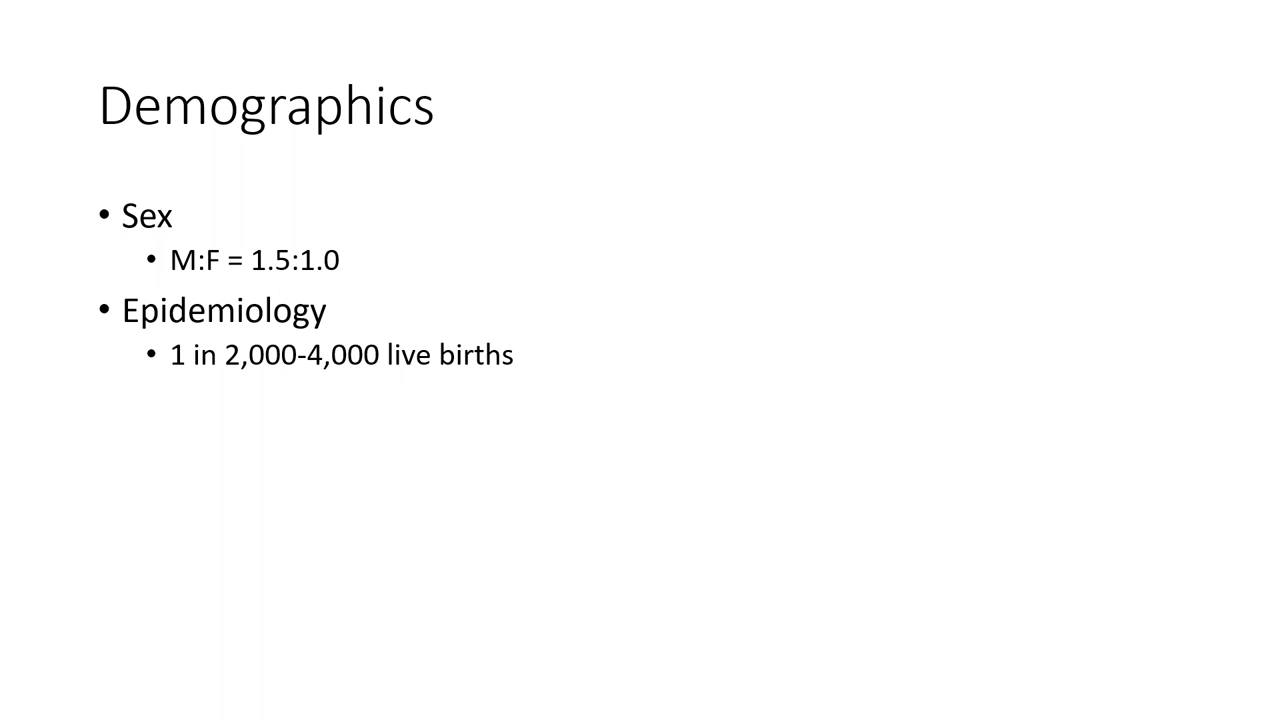 Demographics
• Sex
• M:F = 1.5:1.0
• Epidemiology
• 1 in 2,000-4,000 live births